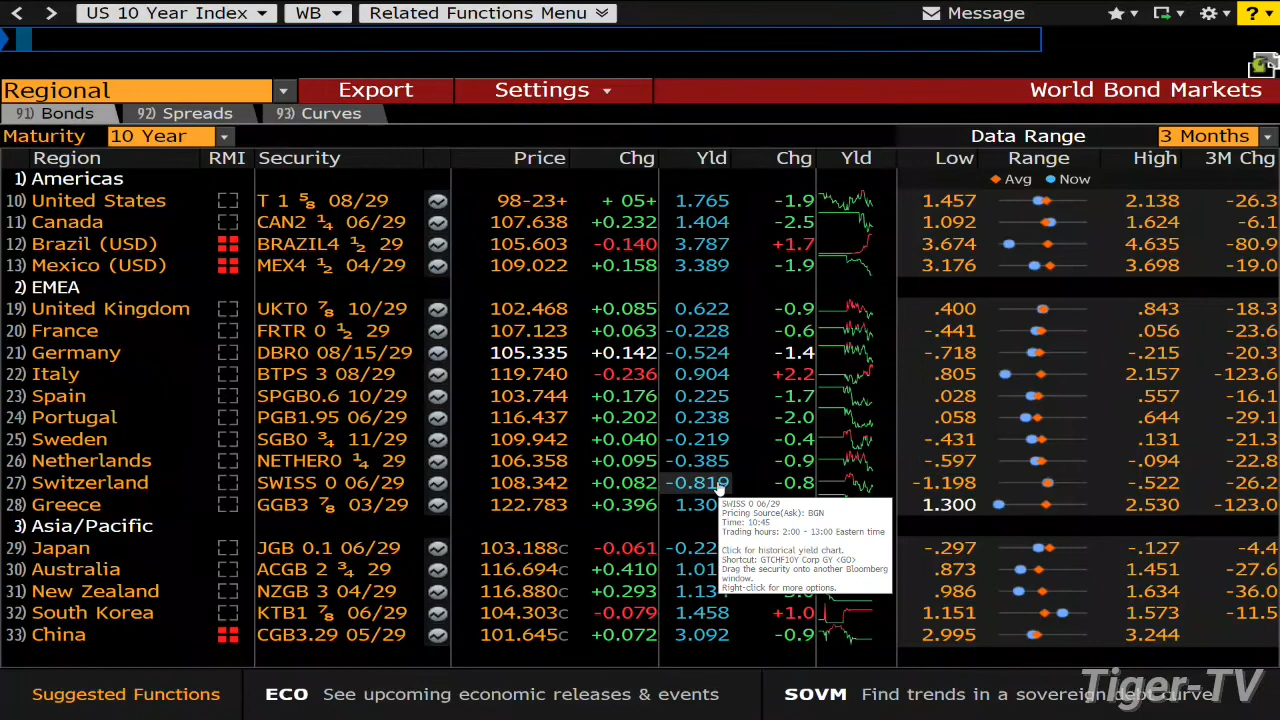 US 10 Year Index WB Related Functions Menu Message ?
Regional Export Settings World Bond Markets
91) Bonds 92) Spreads 93) Curves
Maturity 10 Year Data Range 3 Months
Region RMI Security Price Chg Yld Chg Yld Low Range High 3M Chg
1) Americas Avg Now
10) United States T 1 ⅝ 08/29 98-23+ + 05+ 1.765 -1.9 1.457 2.138 -26.3
11) Canada CAN2 ¼ 06/29 107.638 +0.232 1.404 -2.5 1.092 1.624 -6.1
12) Brazil (USD) BRAZIL4 ½ 29 105.603 -0.140 3.787 +1.7 3.674 4.635 -80.9
13) Mexico (USD) MEX4 ½ 04/29 109.022 +0.158 3.389 -1.9 3.176 3.698 -19.0
2) EMEA
19) United Kingdom UKT0 ⅞ 10/29 102.468 +0.085 0.622 -0.9 .400 .843 -18.3
20) France FRTR 0 ½ 29 107.123 +0.063 -0.228 -0.6 -.441 .056 -23.6
21) Germany DBR0 08/15/29 105.335 +0.142 -0.524 -1.4 -.718 -.215 -20.3
22) Italy BTPS 3 08/29 119.740 -0.236 0.904 +2.2 .805 2.157 -123.6
23) Spain SPGB0.6 10/29 103.744 +0.176 0.225 -1.7 .028 .557 -16.1
24) Portugal PGB1.95 06/29 116.437 +0.202 0.238 -2.0 .058 .644 -29.1
25) Sweden SGB0 ¾ 11/29 109.942 +0.040 -0.219 -0.4 -.431 .131 -21.3
26) Netherlands NETHER0 ¼ 29 106.358 +0.095 -0.385 -0.9 -.597 -.094 -22.8
27) Switzerland SWISS 0 06/29 108.342 +0.082 -0.819 -0.8 -1.198 -.522 -26.2
28) Greece GGB3 ⅞ 03/29 122.783 +0.396 1.30 1.300 2.530 -123.0
SWISS 0 06/29
Pricing Source(Ask): BGN
Time: 10:45
Trading hours: 2:00 - 13:00 Eastern time
Click for historical yield chart.
Shortcut: GTCHF10Y Corp GY <GO>
Drag the security onto another Bloomberg
window.
Right-click for more options.
3) Asia/Pacific
29) Japan JGB 0.1 06/29 103.188c -0.061 -0.22 -.297 -.127 -4.4
30) Australia ACGB 2 ¾ 29 116.694c +0.410 1.01 .873 1.451 -27.6
31) New Zealand NZGB 3 04/29 116.880c +0.293 1.13 .986 1.634 -36.0
32) South Korea KTB1 ⅞ 06/29 104.303c -0.079 1.458 +1.0 1.151 1.573 -11.5
33) China CGB3.29 05/29 101.645c +0.072 3.092 -0.9 2.995 3.244
Suggested Functions ECO See upcoming economic releases & events SOVM Find trends in a sovereign debt curve
Tiger-TV